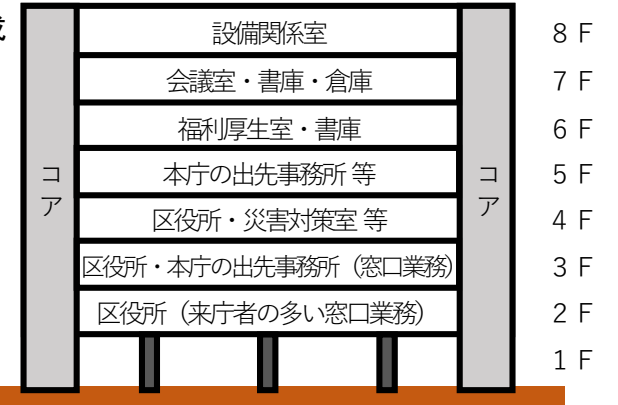 成
設備関係室
8 F
会議室・書庫・倉庫
7 F
福利厚生室・書庫
6 F
コア
本庁の出先事務所 等
コア
5 F
区役所・災害対策室 等
4 F
区役所・本庁の出先事務所（窓口業務）
3 F
区役所（来庁者の多い窓口業務）
2 F
1 F